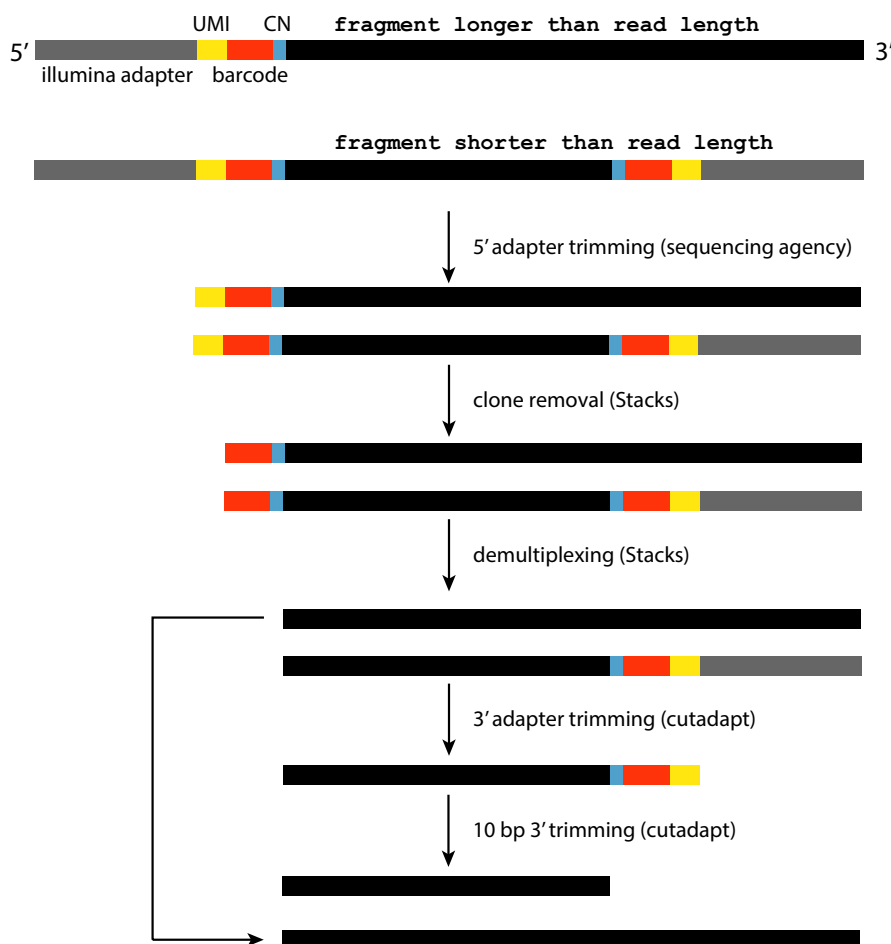 UMI CN fragment longer than read length
5’ 3’
illumina adapter barcode
fragment shorter than read length
5’ adapter trimming (sequencing agency)
clone removal (Stacks)
demultiplexing (Stacks)
3’ adapter trimming (cutadapt)
10 bp 3’ trimming (cutadapt)